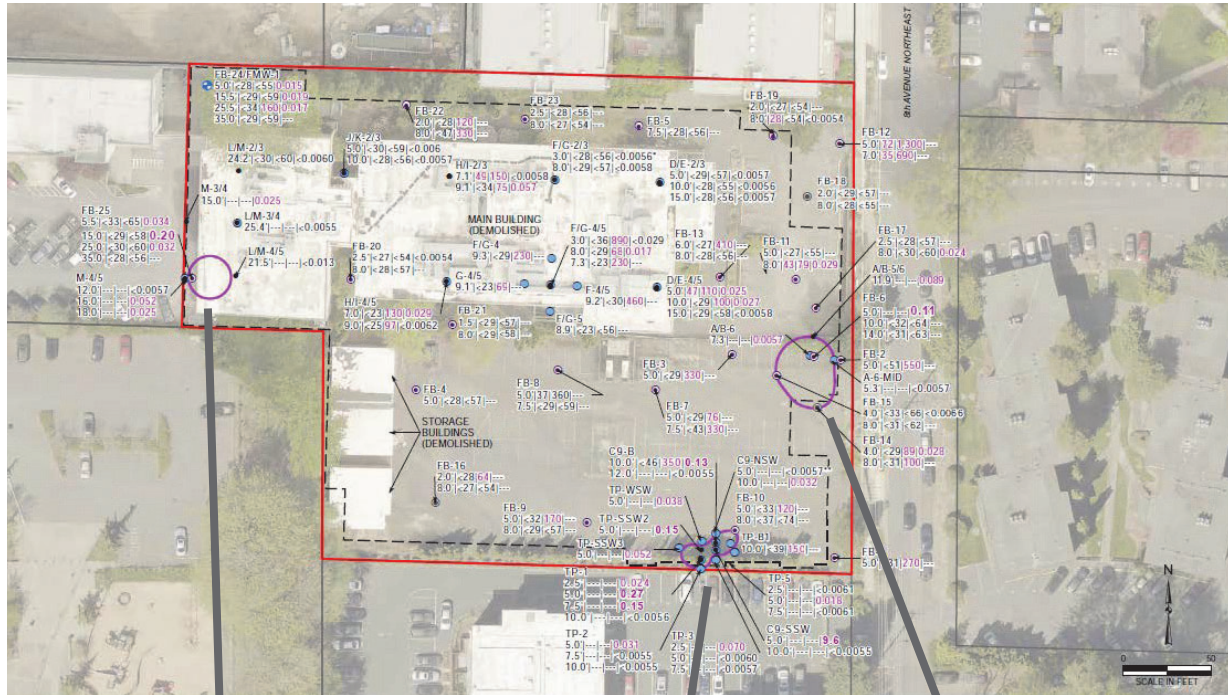 8th AVENUE NORTHEAST
FB-24/FMW-1
5.0'|<28|<55|0.015
15.5'|<29|<59|0.019
25.5'|<34|160|0.017
35.0'|<29|<59|---
FB-22
2.0'|<28|120|---
8.0'|<47|330|---
FB-23
2.5'|<28|<56|---
8.0'|<27|<54|---
FB-5
7.5'|<28|<56|---
FB-19
2.0'|<27|<54|---
8.0'|28|<54|<0.0054
FB-12
5.0'|72|1,300|---
7.0'|35|690|---
L/M-2/3
24.2'|<30|<60|<0.0060
J/K-2/3
5.0'|<30|<59|<0.006
10.0'|<28|<56|<0.0057
H/I-2/3
7.1'|49|150|<0.0058
9.1'|<34|75|0.057
F/G-2/3
3.0'|<28|<56|<0.0056*
8.0'|<29|<57|<0.0058
D/E-2/3
5.0'|<29|<57|<0.0057
10.0'|<28|<55|<0.0056
15.0'|<28|<56|<0.0057
FB-18
2.0'|<29|<57|---
8.0'|<28|<55|---
M-3/4
15.0'|---|---|0.025
FB-25
5.5'|<33|<65|0.034
15.0'|<29|<58|0.20
25.0'|<30|<60|0.032
35.0'|<28|<56|---
L/M-3/4
25.4'|---|---|<0.0055
MAIN BUILDING
(DEMOLISHED)
F/G-4
9.3'|<29|230|---
F/G-4/5
3.0'|<36|890|<0.029
8.0'|<29|68|0.017
7.3'|<23|230|---
FB-13
6.0'|<27|410|---
8.0'|<28|<56|---
FB-11
5.0'|<27|<55|---
8.0'|43|79|0.029
FB-17
2.5'|<28|<57|---
8.0'|<30|<60|0.024
A/B-5/6
11.9'|---|---|0.089
L/M-4/5
21.5'|---|---|<0.013
M-4/5
12.0'|---|---|<0.0057
16.0'|---|---|0.052
18.0'|---|---|0.025
FB-20
2.5'|<27|<54|<0.0054
8.0'|<28|<57|---
G-4/5
9.1'|<23|65|---
F-4/5
9.2'|<30|460|---
D/E-4/5
5.0'|47|110|0.025
10.0'|<29|100|<0.027
15.0'|<29|<58|<0.0058
FB-6
5.0'|---|---|0.11
10.0'|<32|<64|---
14.0'|<31|<63|---
H/I-4/5
7.0'|<23|130|0.029
9.0'|<25|97|<0.0062
FB-21
1.5'|<29|<57|---
8.0'|<29|<58|---
F/G-5
8.9'|<23|<56|---
A/B-6
7.3'|---|---|0.0057
FB-2
5.0'|<51|550|---
A-6-MID
5.3'|---|---|<0.0057
FB-4
5.0'|<28|<57|---
FB-8
5.0'|37|360|---
7.5'|<29|<59|---
FB-3
5.0'|<29|330|---
FB-15
4.0'|<33|<66|<0.0066
8.0'|<31|<62|---
FB-7
5.0'|<29|76|---
7.5'|<43|330|---
FB-14
4.0'|<29|89|0.028
8.0'|<31|100|---
STORAGE
BUILDINGS
(DEMOLISHED)
FB-16
2.0'|<28|64|---
8.0'|<27|<54|---
C9-B
10.0'|<46|350|0.13
12.0'|---|---|<0.0055
C9-NSW
5.0'|---|---|<0.0057**
10.0'|---|---|0.032
TP-WSW
5.0'|---|---|0.038
FB-10
5.0'|<33|120|---
8.0'|<37|<74|---
FB-9
5.0'|<32|170|---
8.0'|<29|<57|---
TP-SSW2
5.0'|---|---|0.15
TP-SSW3
5.0'|---|---|0.052
TP-B1
10.0'|<39|150|---
5.0'|<31|270|---
TP-1
2.5'|---|---|0.024
5.0'|---|---|0.27
7.5'|---|---|0.15
10.0'|---|---|<0.0056
TP-5
2.5'|---|---|<0.0061
5.0'|---|---|0.018
7.5'|---|---|<0.0061
TP-2
5.0'|---|---|0.031
7.5'|---|---|<0.0055
10.0'|---|---|<0.0055
TP-3
2.5'|---|---|0.070
5.0'|---|---|<0.0060
7.5'|---|---|<0.0057
C9-SSW
5.0'|---|---|9.6
10.0'|---|---|<0.0055
N
0 50
SCALE IN FEET